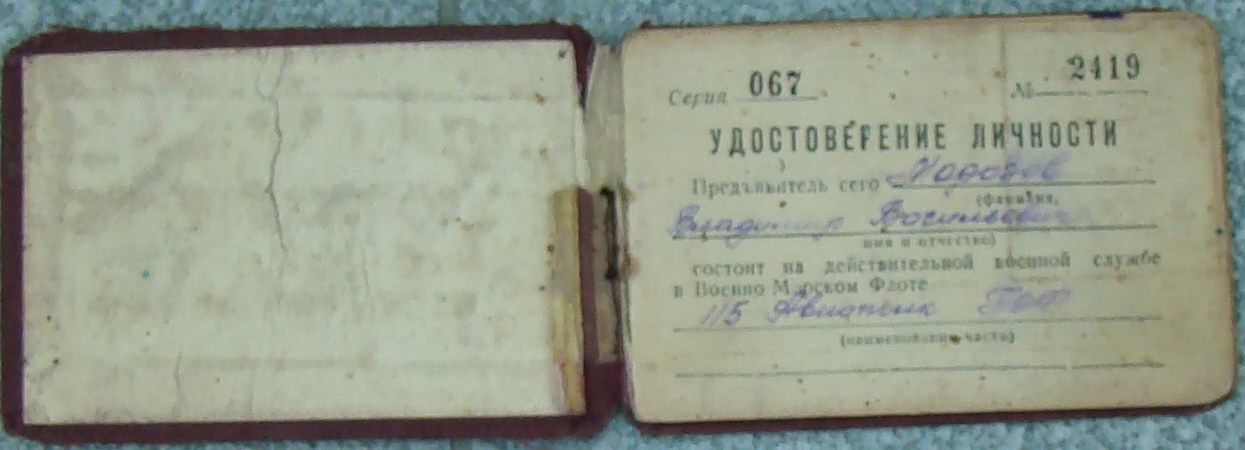 Серия 067 № 2419
УДОСТОВЕРЕНИЕ ЛИЧНОСТИ
Предъявитель сего
(фамилия,
Владимир Васильевич
имя и отчество)
состоит на действительной военной службе
в Военно Морском Флоте
115 Авиаполк ТОФ
(наименование части)